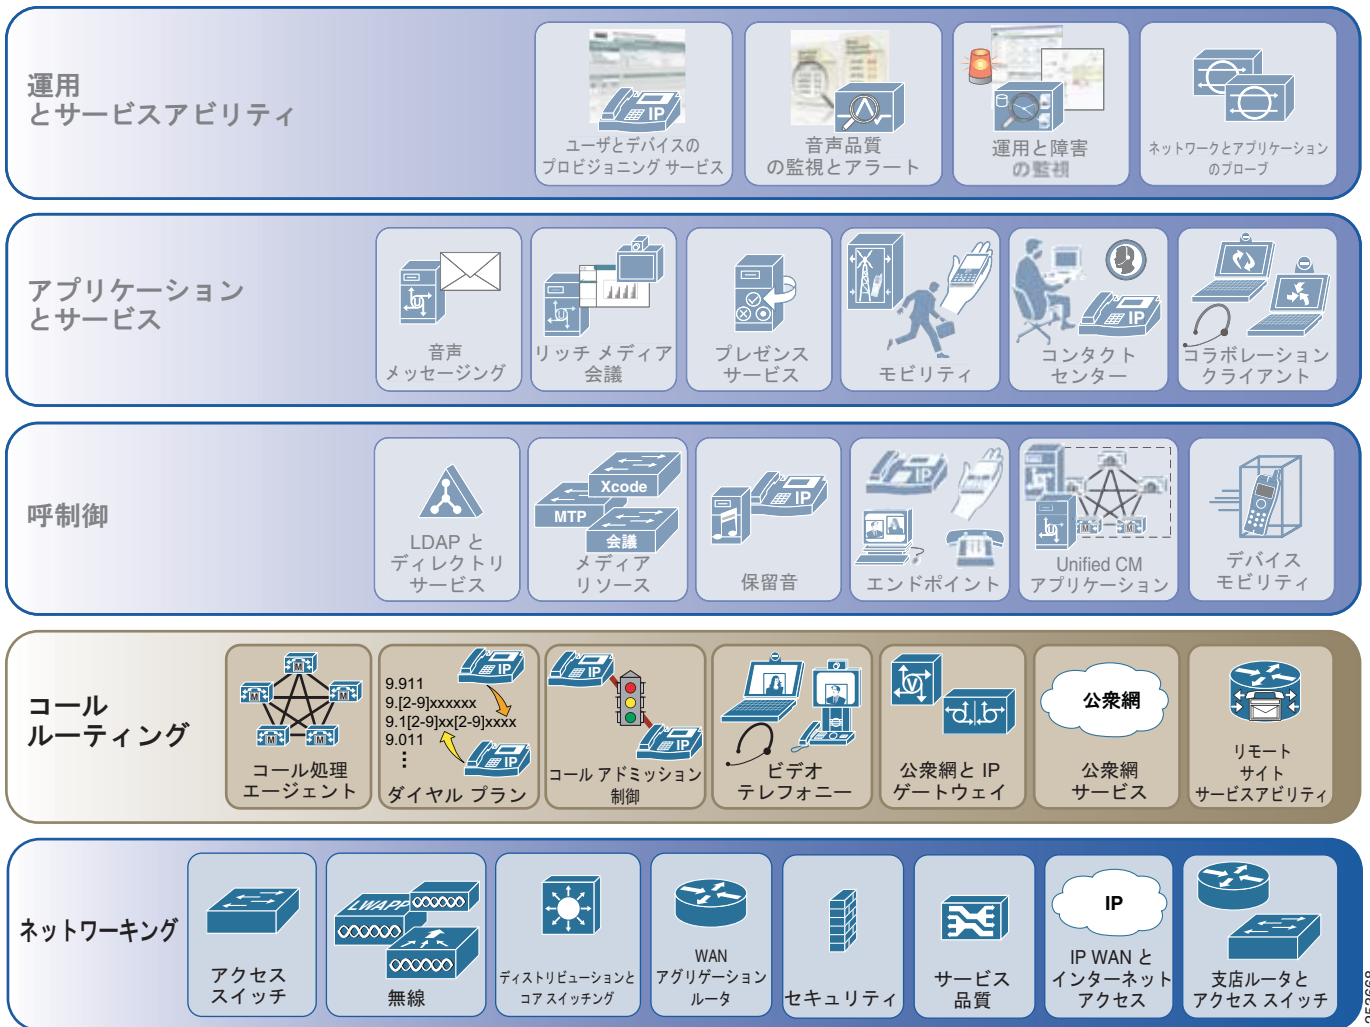 運用
とサービスアビリティ
IP
ユーザとデバイスの
プロビジョニング サービス
音声品質
の監視とアラート
運用と障害
の監視
ネットワークとアプリケーション
のプローブ
アプリケーション
とサービス
音声
メッセージング
リッチ メディア
会議
プレゼンス
サービス
モビリティ
IP
コンタクト
センター
コラボレーション
クライアント
呼制御
LDAP と
ディレクトリ
サービス
Xcode
MTP
会議
メディア
リソース
IP
保留音
IP
エンドポイント
M
M
M
M
M
Unified CM
アプリケーション
デバイス
モビリティ
コール
ルーティング
M
M
M
M
M
コール処理
エージェント
9.911
9.[2-9]xxxxxx
9.1[2-9]xx[2-9]xxxx
9.011
⋮
IP
IP
ダイヤル プラン
IP
IP
コール アドミッション
制御
ビデオ
テレフォニー
V
公衆網と IP
ゲートウェイ
公衆網
公衆網
サービス
リモート
サイト
サービスアビリティ
ネットワーキング
アクセス
スイッチ
LWAPP
無線
ディストリビューションと
コア スイッチング
WAN
アグリゲーション
ルータ
セキュリティ
サービス
品質
IP
IP WAN と
インターネット
アクセス
支店ルータと
アクセス スイッチ